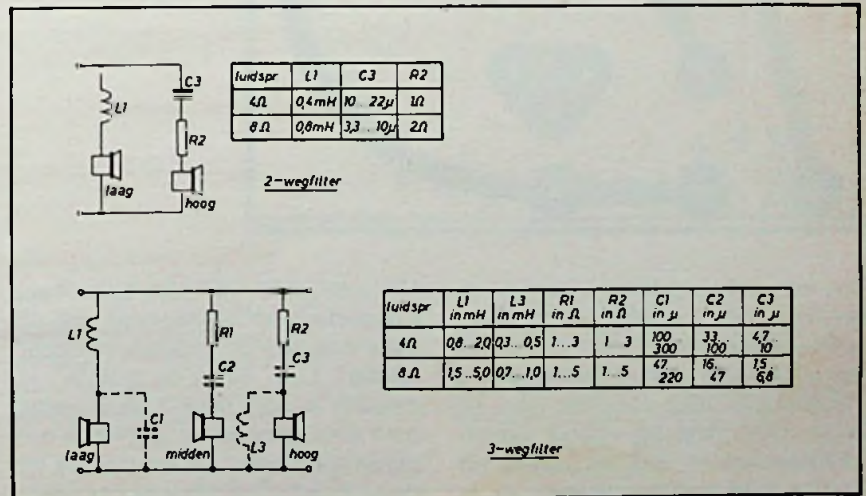 luidspr L1 C3 R2
4Ω 0,4mH 10...22μ 1Ω
8Ω 0,8mH 3,3...10μ 2Ω
L1
C3
R2
laag
hoog
2-wegfilter
luidspr L1 in mH L3 in mH R1 in Ω R2 in Ω C1 in μ C2 in μ C3 in μ
4Ω 0,8...2,0 0,3...0,5 1...3 1...3 100...300 33...100 4,7...10
8Ω 1,5...5,0 0,7...1,0 1...5 1...5 47...220 16...47 1,5...6,8
L1
R1
R2
C2
C3
C1
L3
laag
midden
hoog
3-wegfilter